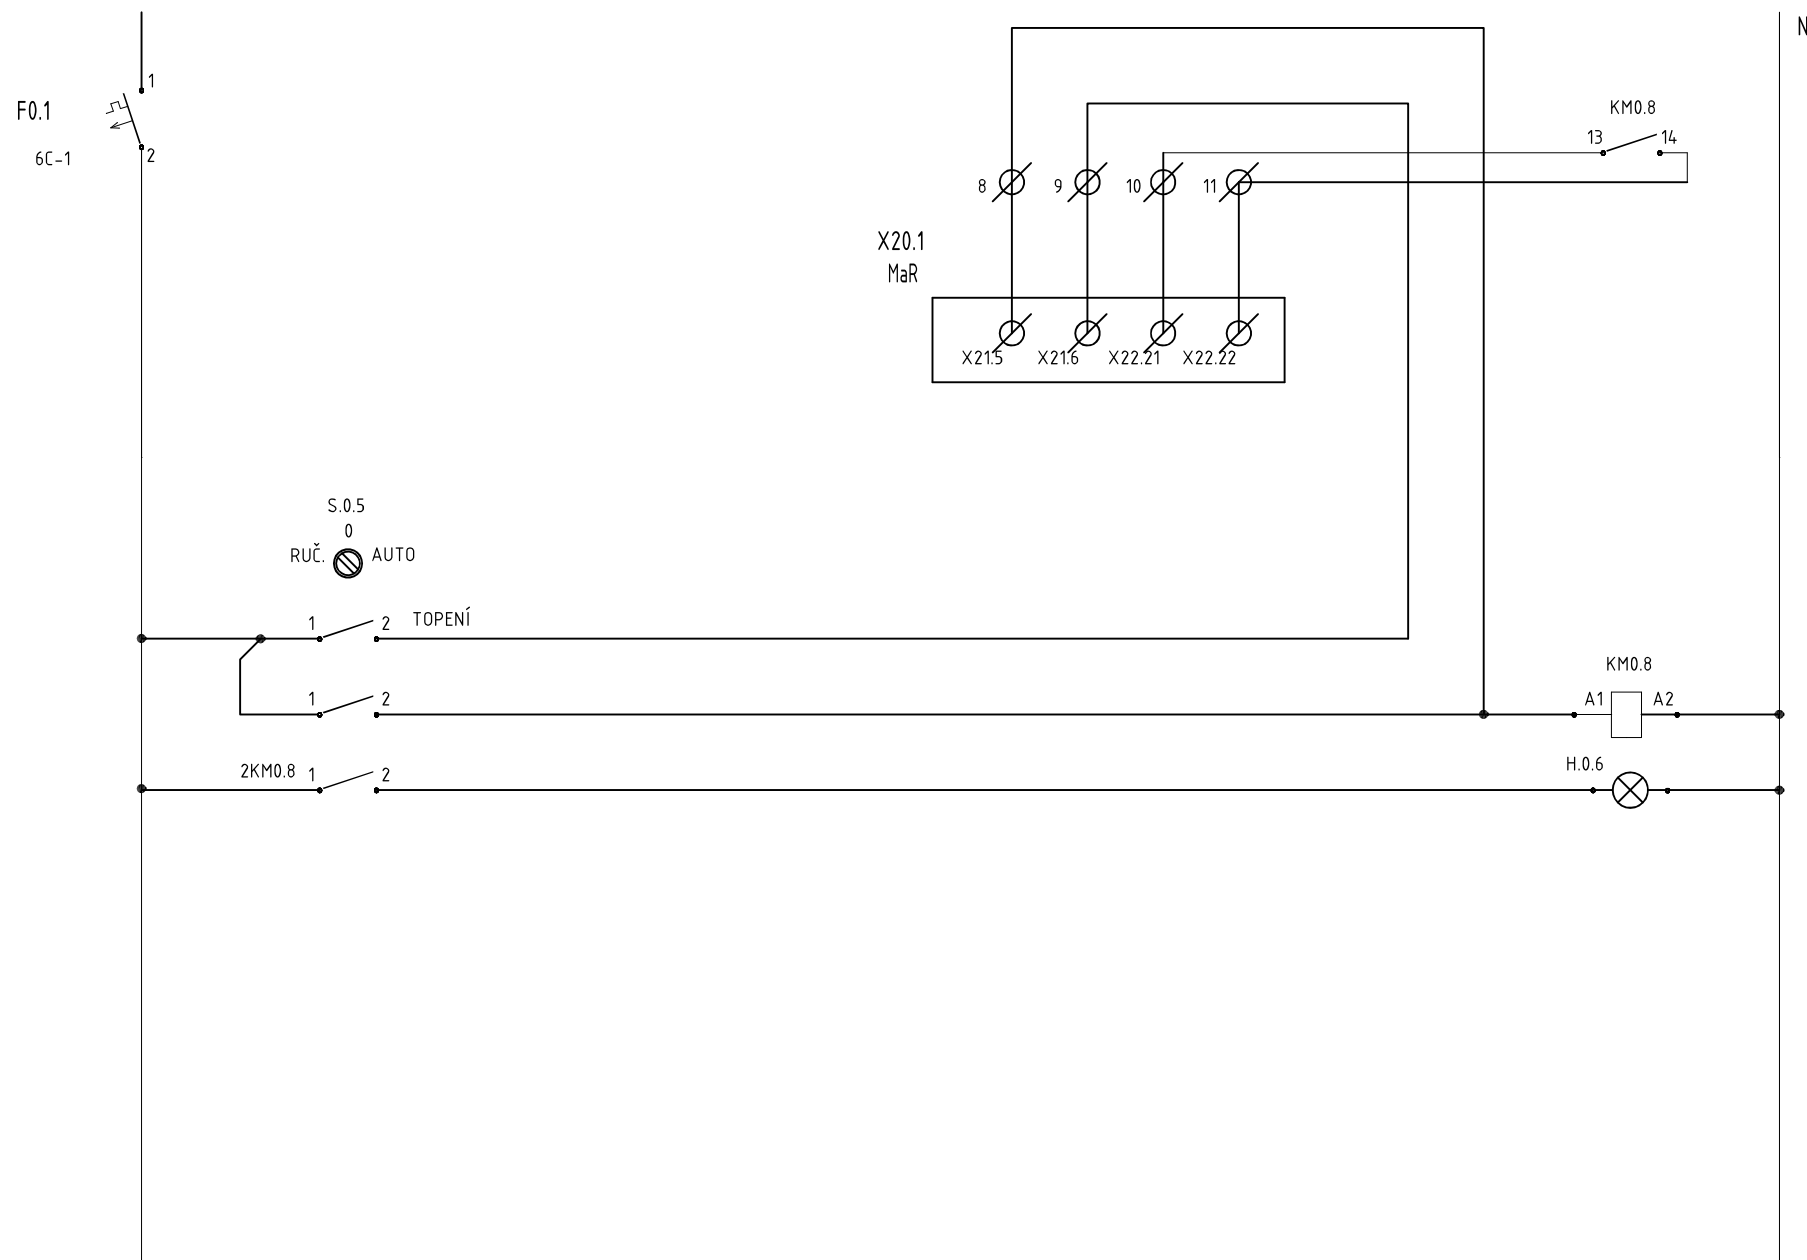 N
1
F0.1
2
6C-1
KM0.8
13 14
8 9 10 11
X20.1
MaR
X21.5 X21.6 X22.21 X22.22
S.0.5
0
RUČ. AUTO
1 2 TOPENÍ
KM0.8
1 2 A1 A2
H.0.6
2KM0.8 1 2